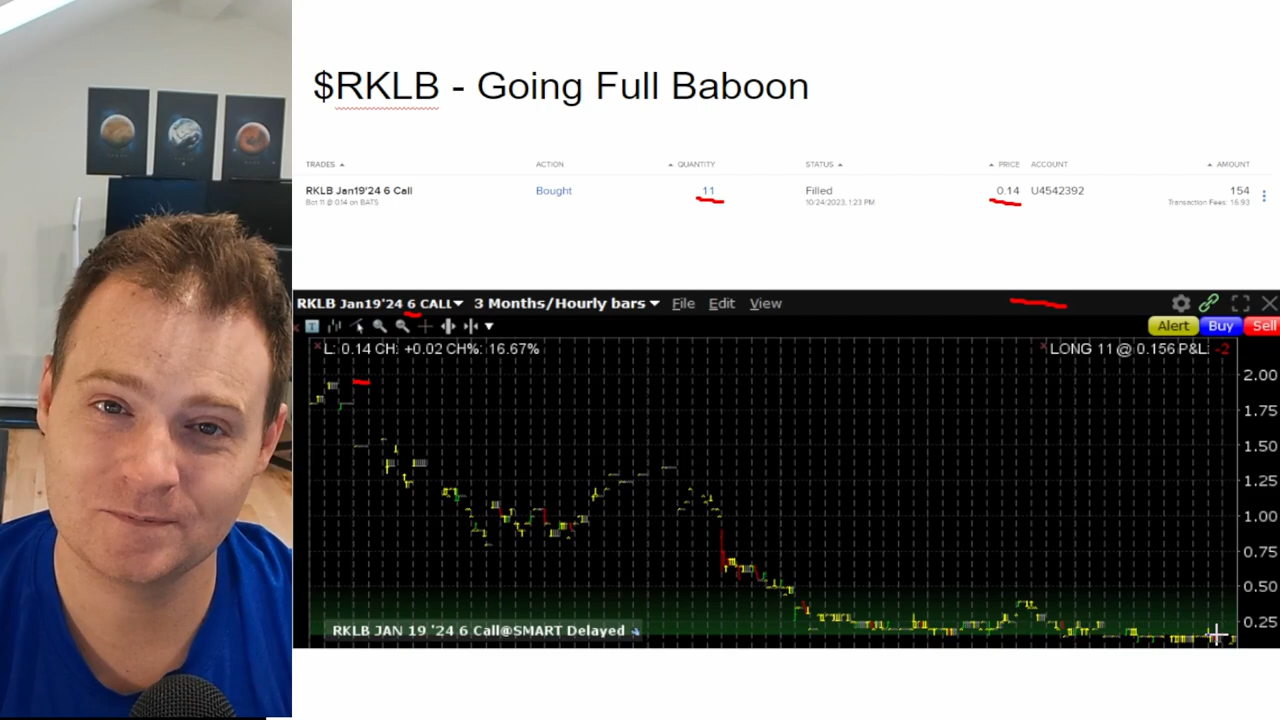 $RKLB - Going Full Baboon
TRADES ACTION QUANTITY STATUS PRICE ACCOUNT AMOUNT
RKLB Jan19'24 6 Call Bought 11 Filled 0.14 U4542392 154
Bot 11 @ 0.14 on BATS 10/24/2023, 1:23 PM Transaction Fees: 16.93
RKLB Jan19'24 6 CALL 3 Months/Hourly bars File Edit View
Alert Buy Sell
L: 0.14 CH: +0.02 CH%: 16.67% LONG 11 @ 0.156 P&L: -2
2.00
1.75
1.50
1.25
1.00
0.75
0.50
0.25
RKLB JAN 19 '24 6 Call@SMART Delayed